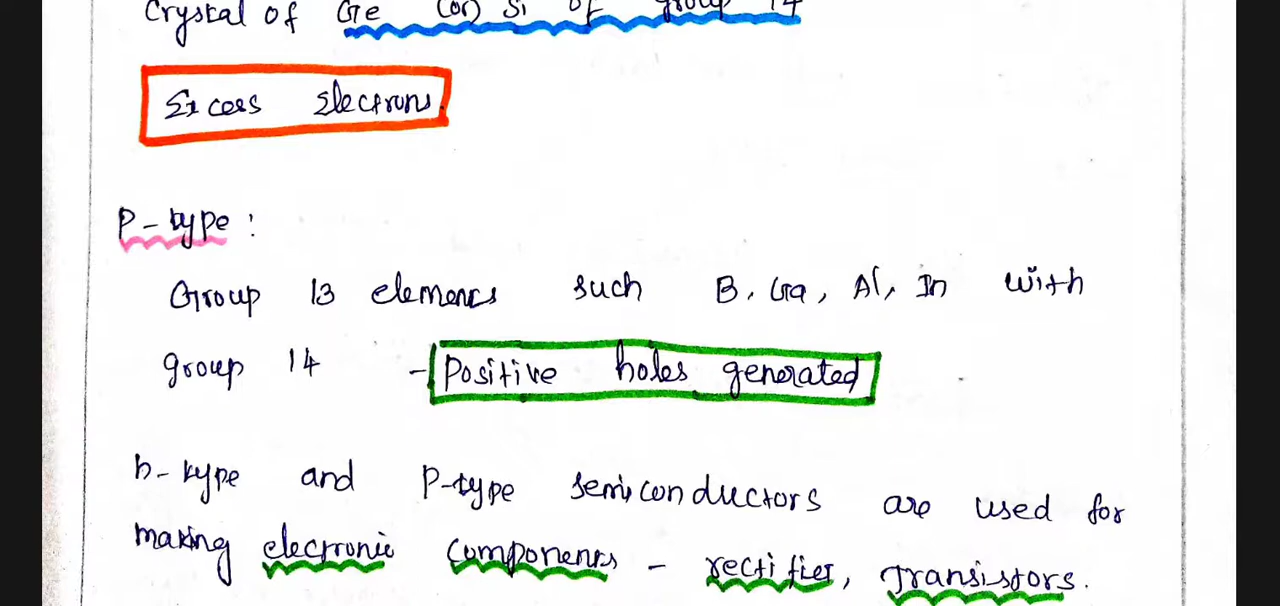 Crystal of Ge (or) Si of group 14
Excess Electrons.
P-type :
Group 13 elements such B, Ga, Al, In with
group 14 - Positive holes generated
n-type and P-type semiconductors are used for
making electronic components - rectifier, transistors.